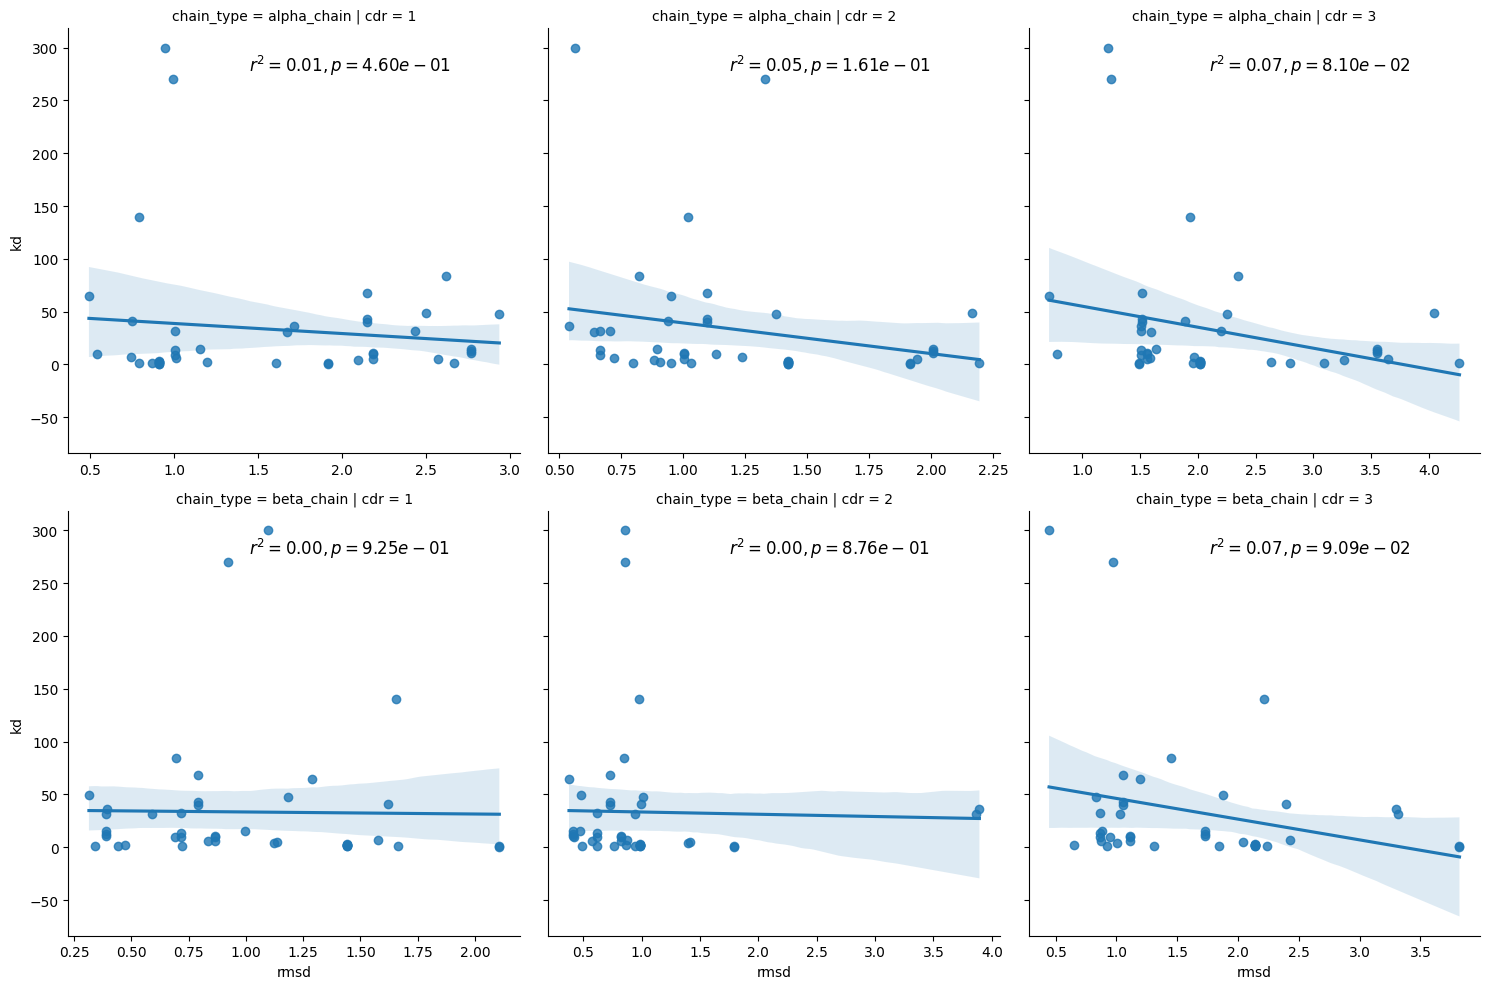 chain_type = alpha_chain | cdr = 1
chain_type = alpha_chain | cdr = 2
chain_type = alpha_chain | cdr = 3
r² = 0.01, p = 4.60e − 01
r² = 0.05, p = 1.61e − 01
r² = 0.07, p = 8.10e − 02
300
250
200
150
100
50
0
−50
kd
0.5 1.0 1.5 2.0 2.5 3.0
0.50 0.75 1.00 1.25 1.50 1.75 2.00 2.25
1.0 1.5 2.0 2.5 3.0 3.5 4.0
chain_type = beta_chain | cdr = 1
chain_type = beta_chain | cdr = 2
chain_type = beta_chain | cdr = 3
r² = 0.00, p = 9.25e − 01
r² = 0.00, p = 8.76e − 01
r² = 0.07, p = 9.09e − 02
300
250
200
150
100
50
0
−50
kd
0.25 0.50 0.75 1.00 1.25 1.50 1.75 2.00
0.5 1.0 1.5 2.0 2.5 3.0 3.5 4.0
0.5 1.0 1.5 2.0 2.5 3.0 3.5
rmsd
rmsd
rmsd